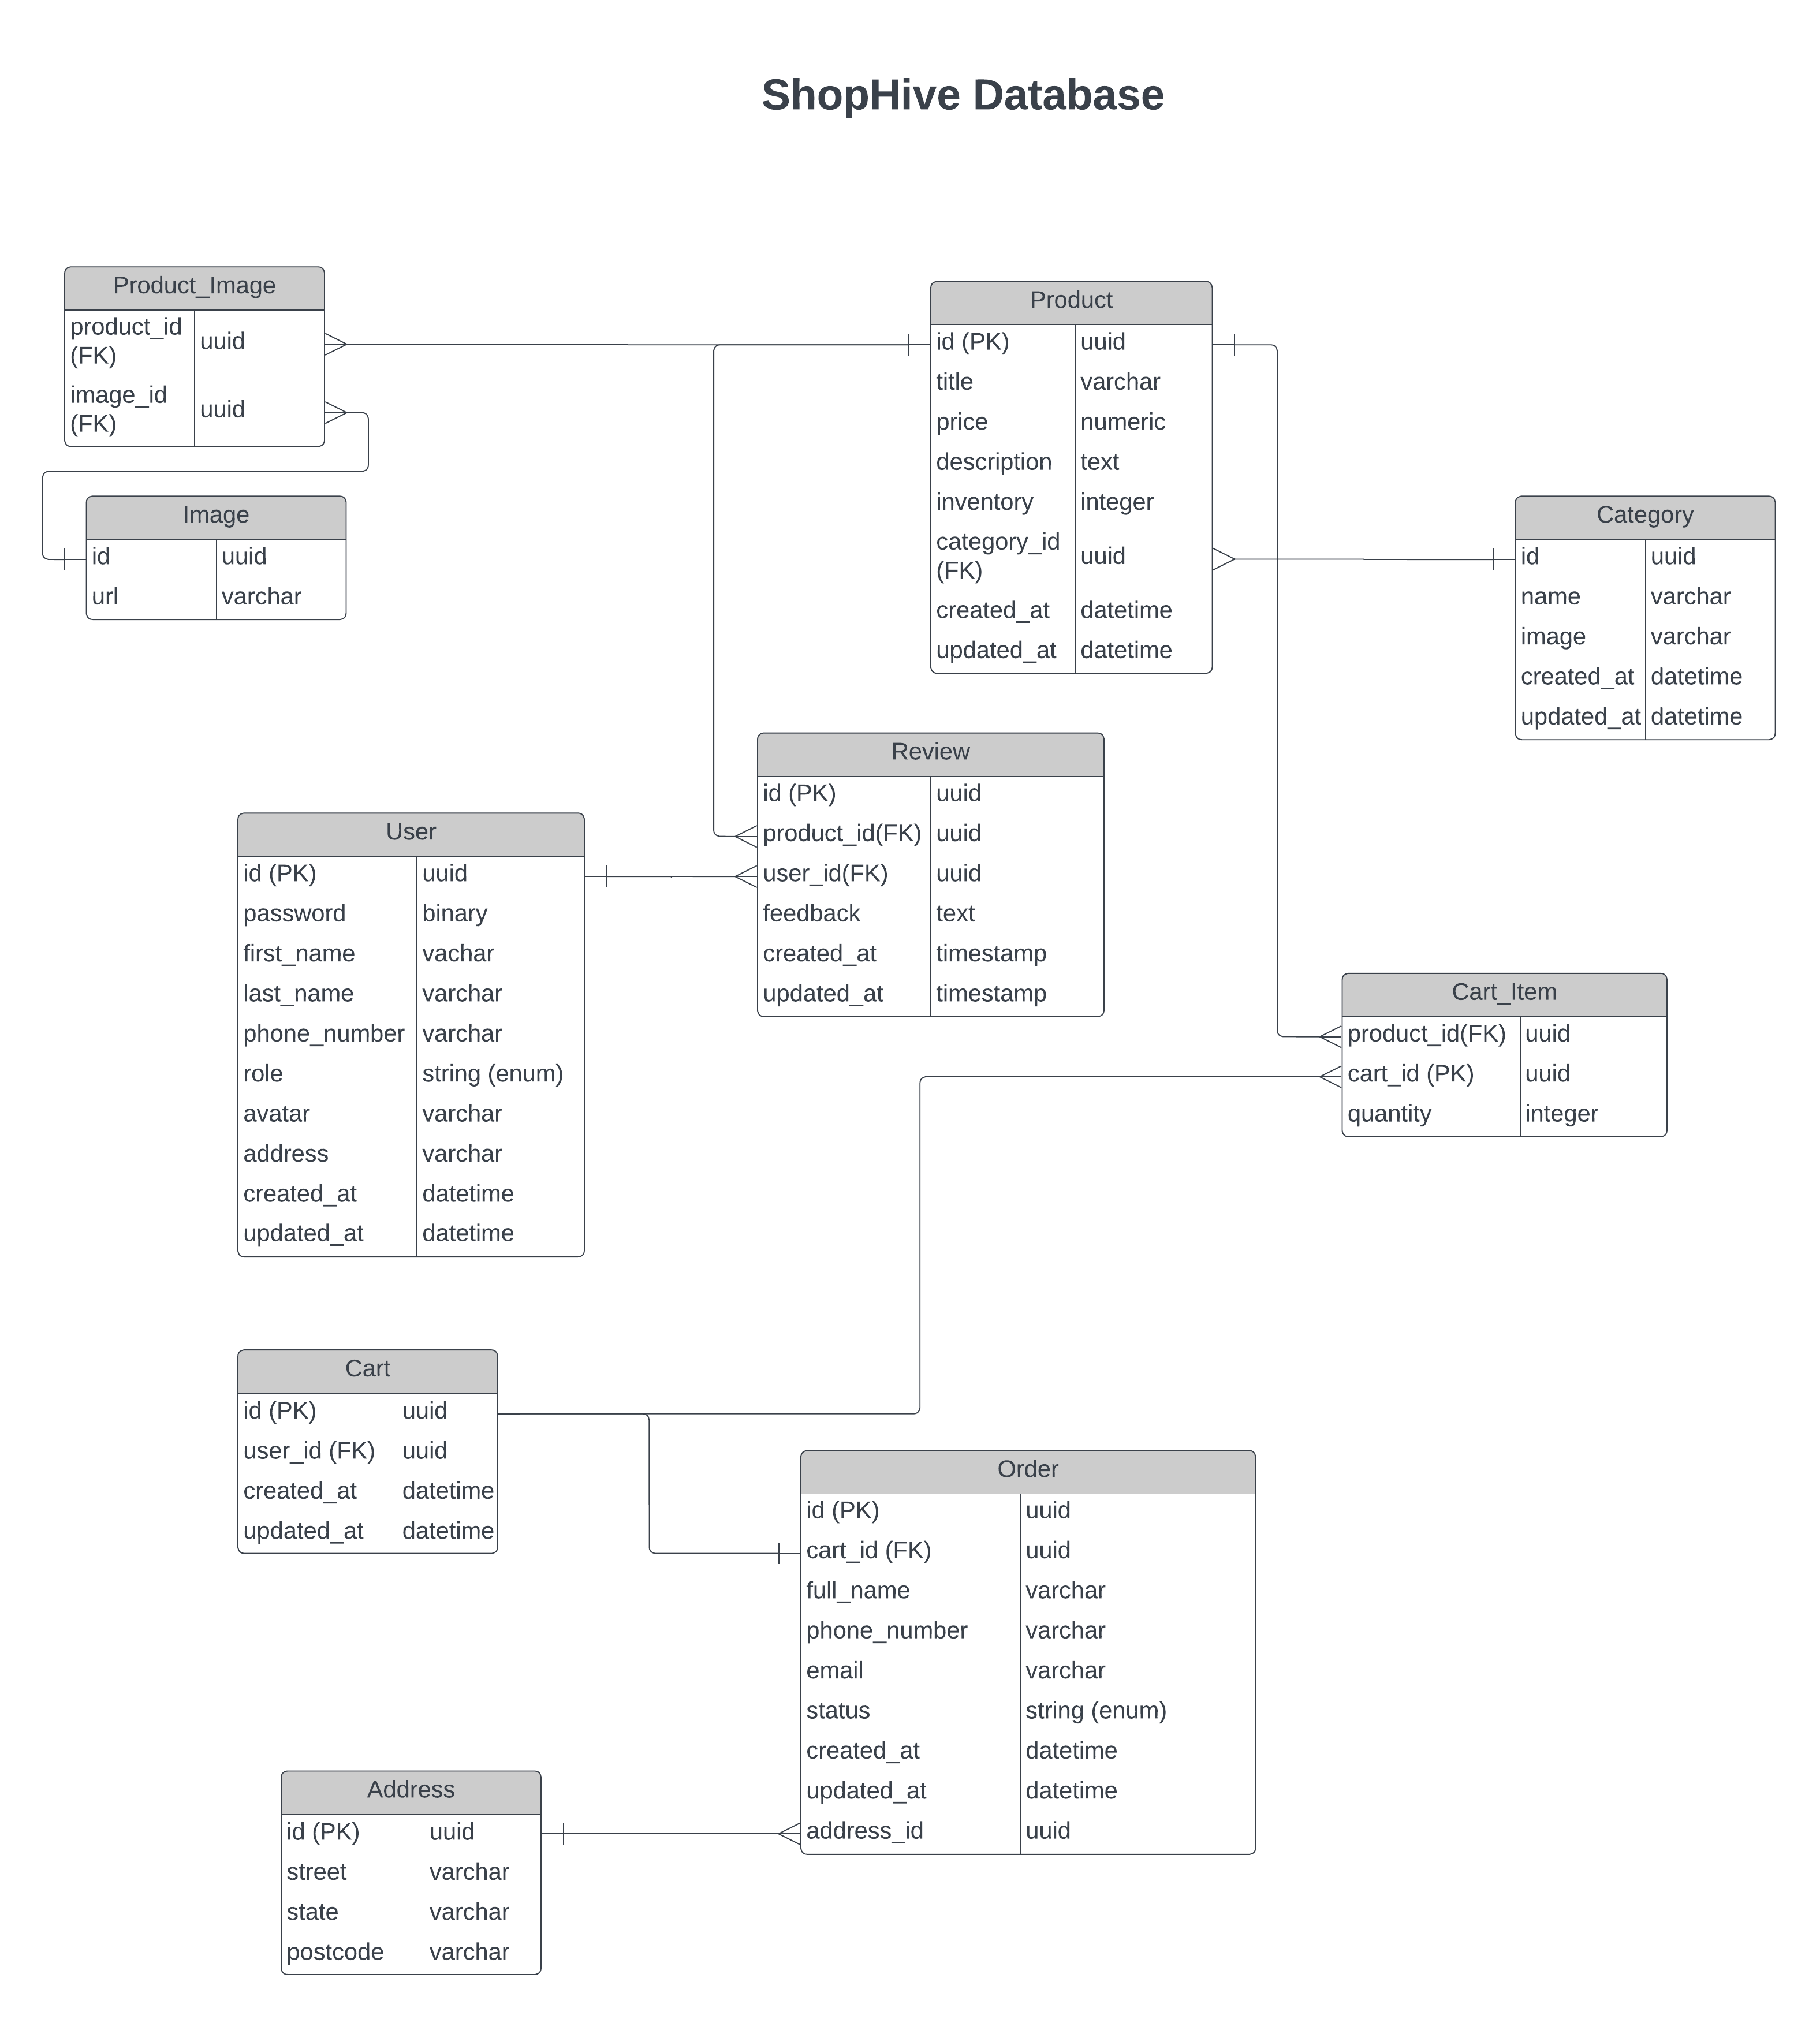 ShopHive Database
Product_Image
product_id
(FK)
uuid
image_id
(FK)
uuid
Image
id uuid
url varchar
Product
id (PK) uuid
title varchar
price numeric
description text
inventory integer
category_id
(FK)
uuid
created_at datetime
updated_at datetime
Category
id uuid
name varchar
image varchar
created_at datetime
updated_at datetime
Review
id (PK) uuid
product_id(FK) uuid
user_id(FK) uuid
feedback text
created_at timestamp
updated_at timestamp
User
id (PK) uuid
password binary
first_name vachar
last_name varchar
phone_number varchar
role string (enum)
avatar varchar
address varchar
created_at datetime
updated_at datetime
Cart_Item
product_id(FK) uuid
cart_id (PK) uuid
quantity integer
Cart
id (PK) uuid
user_id (FK) uuid
created_at datetime
updated_at datetime
Order
id (PK) uuid
cart_id (FK) uuid
full_name varchar
phone_number varchar
email varchar
status string (enum)
created_at datetime
updated_at datetime
address_id uuid
Address
id (PK) uuid
street varchar
state varchar
postcode varchar